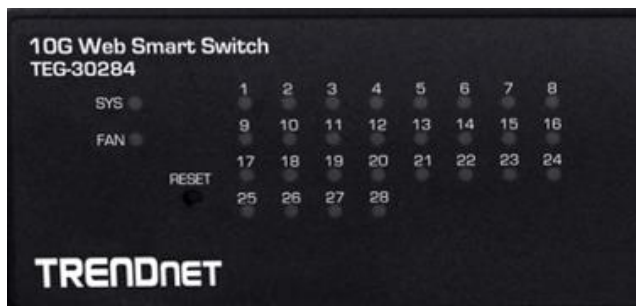 10G Web Smart Switch
TEG-30284
SYS
1 2 3 4 5 6 7 8
FAN
9 10 11 12 13 14 15 16
17 18 19 20 21 22 23 24
RESET
25 26 27 28
TRENDNET